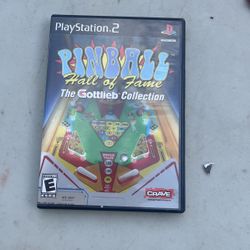 PlayStation 2
PINBALL
Hall of Fame
The Gottlieb Collection
E
CRAVE